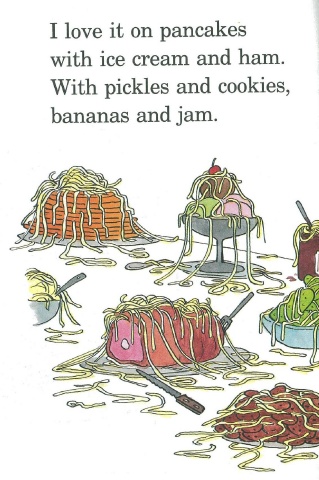 I love it on pancakes
with ice cream and ham.
With pickles and cookies,
bananas and jam.